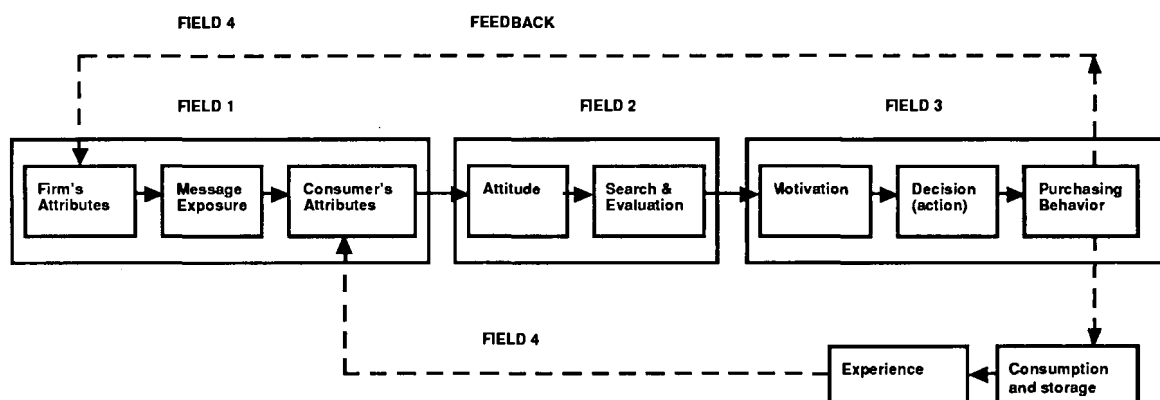 FIELD 4
FEEDBACK
FIELD 1
FIELD 2
FIELD 3
Firm's
Attributes
Message
Exposure
Consumer's
Attributes
Attitude
Search &
Evaluation
Motivation
Decision
(action)
Purchasing
Behavior
FIELD 4
Experience
Consumption
and storage